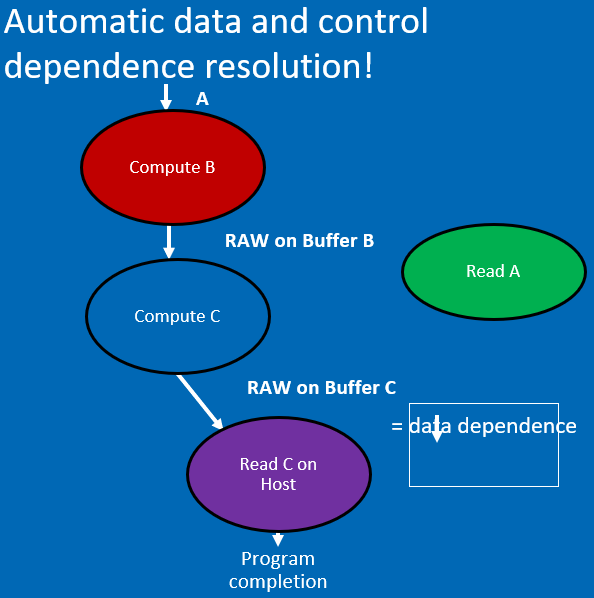 Automatic data and control
dependence resolution!
A
Compute B
RAW on Buffer B
Read A
Compute C
RAW on Buffer C
= data dependence
Read C on
Host
Program
completion